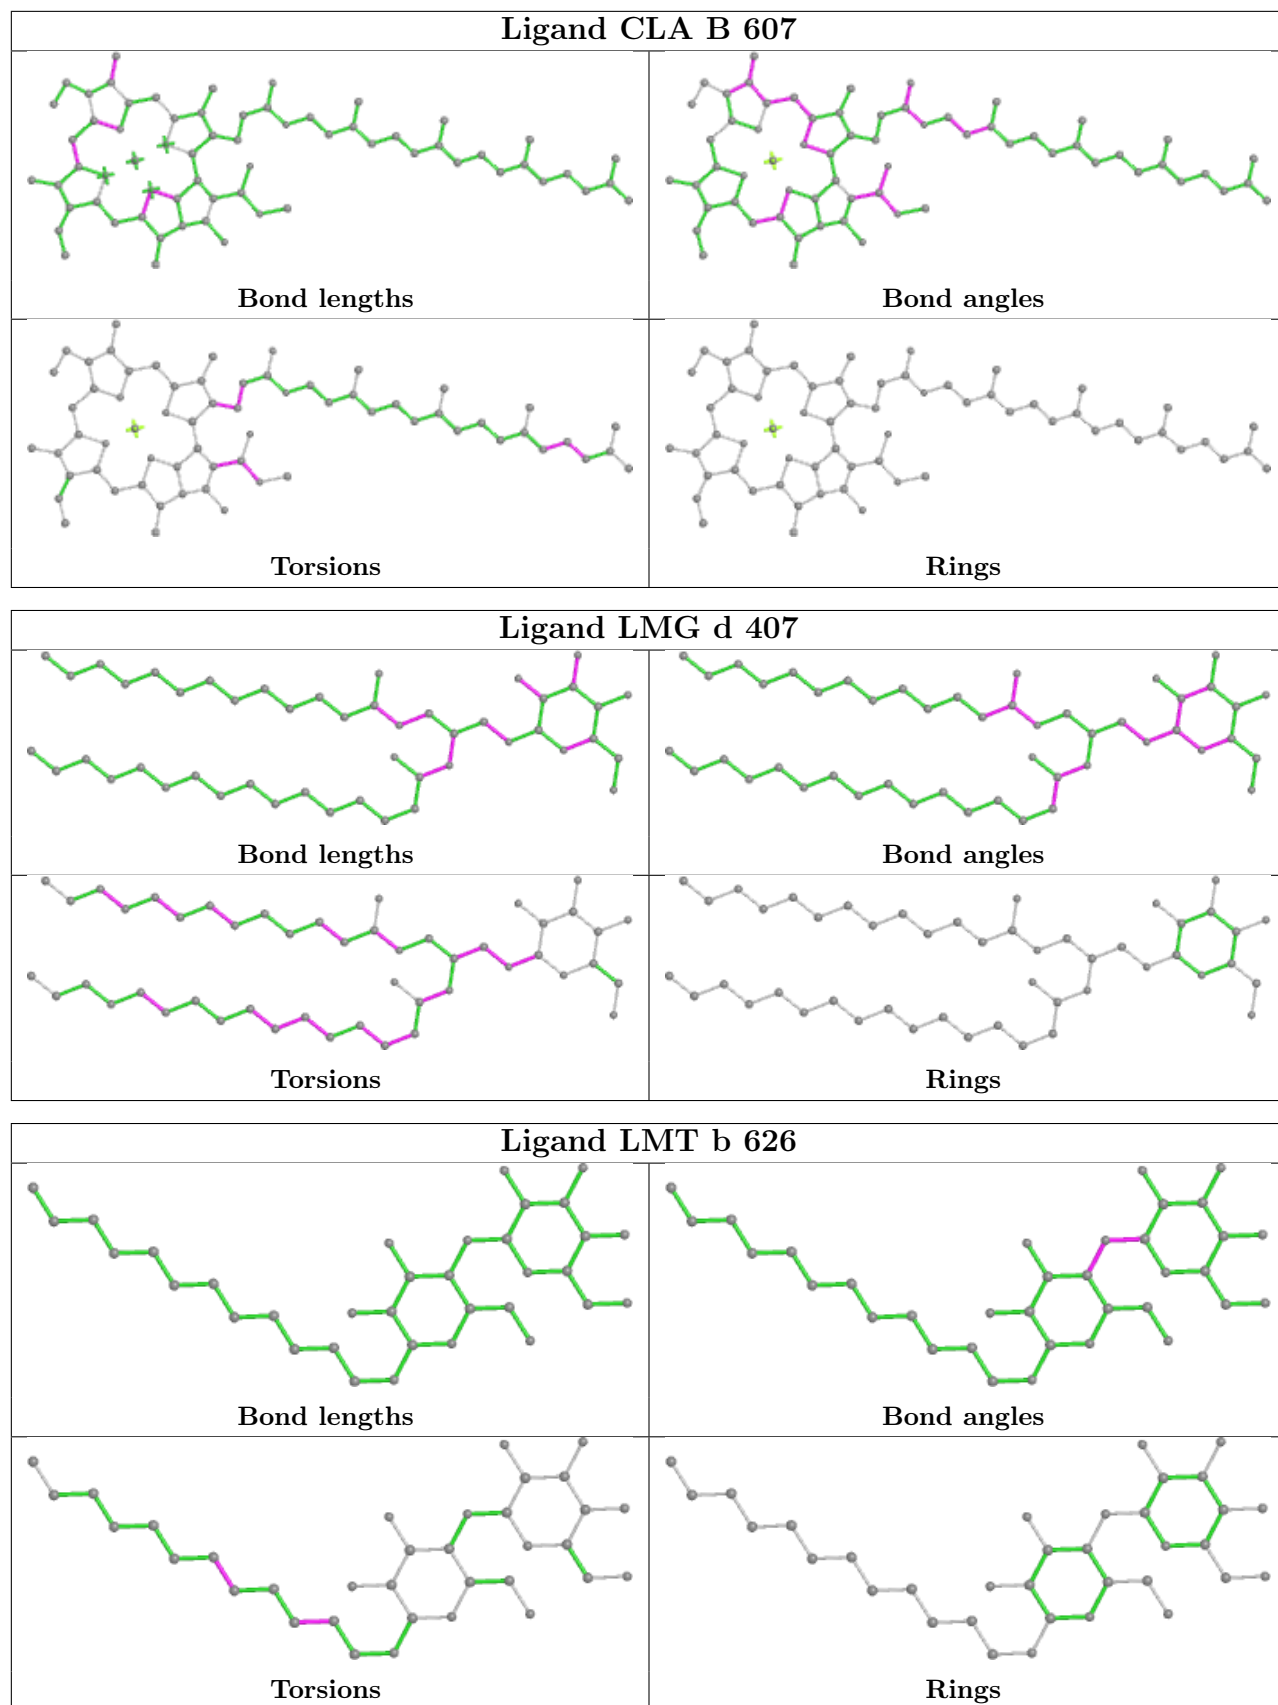 Ligand CLA B 607
Bond lengths
Bond angles
Torsions
Rings
Ligand LMG d 407
Bond lengths
Bond angles
Torsions
Rings
Ligand LMT b 626
Bond lengths
Bond angles
Torsions
Rings